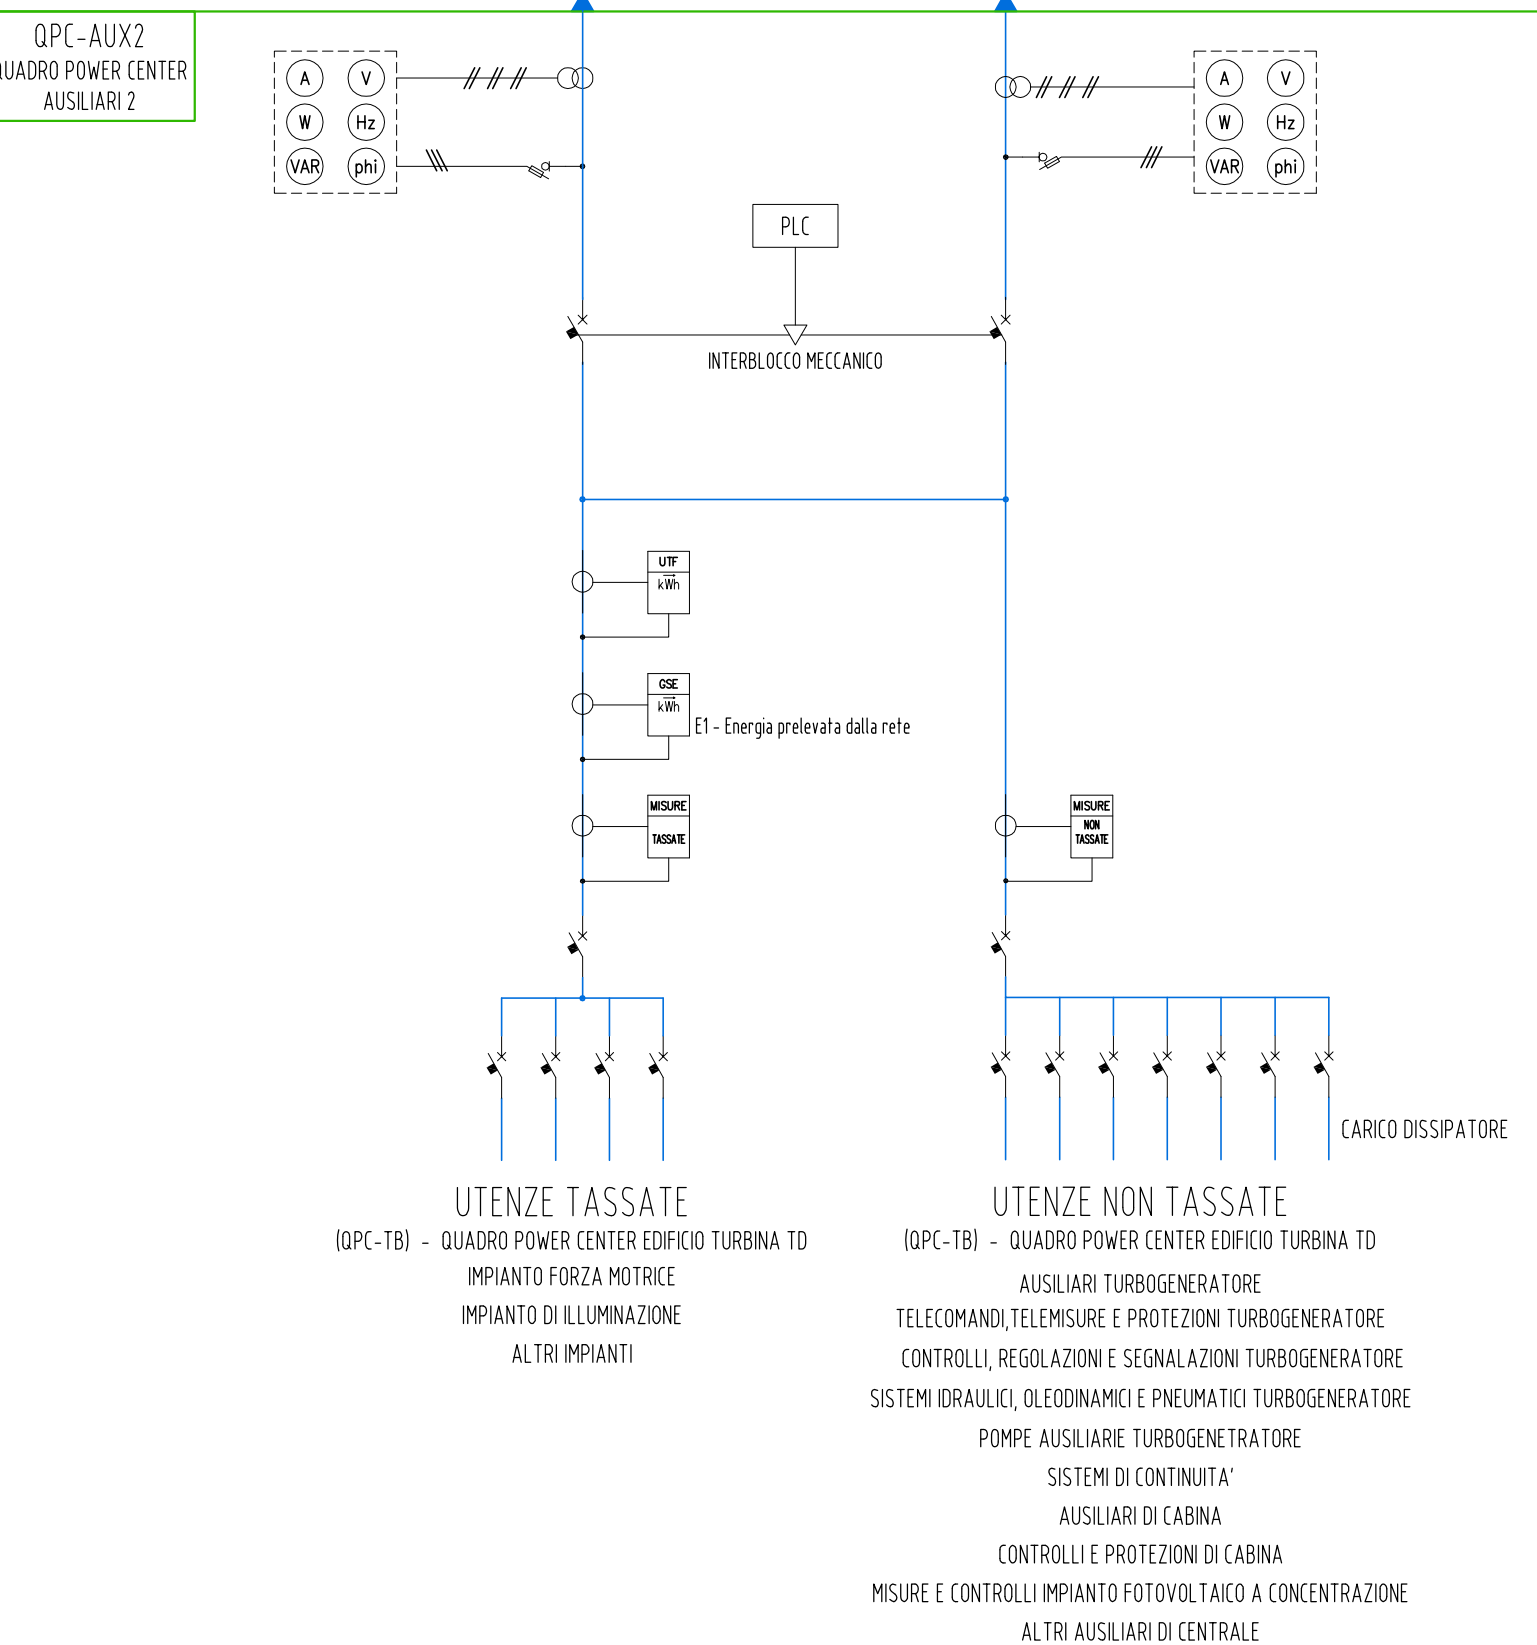 QPC-AUX2
QUADRO POWER CENTER
AUSILIARI 2
A V
W Hz
VAR phi
A V
W Hz
VAR phi
PLC
INTERBLOCCO MECCANICO
UTF
kWh
GSE
kWh
E1 - Energia prelevata dalla rete
MISURE
TASSATE
MISURE
NON
TASSATE
CARICO DISSIPATORE
UTENZE TASSATE
(QPC-TB) - QUADRO POWER CENTER EDIFICIO TURBINA TD
IMPIANTO FORZA MOTRICE
IMPIANTO DI ILLUMINAZIONE
ALTRI IMPIANTI
UTENZE NON TASSATE
(QPC-TB) - QUADRO POWER CENTER EDIFICIO TURBINA TD
AUSILIARI TURBOGENERATORE
TELECOMANDI,TELEMISURE E PROTEZIONI TURBOGENERATORE
CONTROLLI, REGOLAZIONI E SEGNALAZIONI TURBOGENERATORE
SISTEMI IDRAULICI, OLEODINAMICI E PNEUMATICI TURBOGENERATORE
POMPE AUSILIARIE TURBOGENETRATORE
SISTEMI DI CONTINUITA'
AUSILIARI DI CABINA
CONTROLLI E PROTEZIONI DI CABINA
MISURE E CONTROLLI IMPIANTO FOTOVOLTAICO A CONCENTRAZIONE
ALTRI AUSILIARI DI CENTRALE